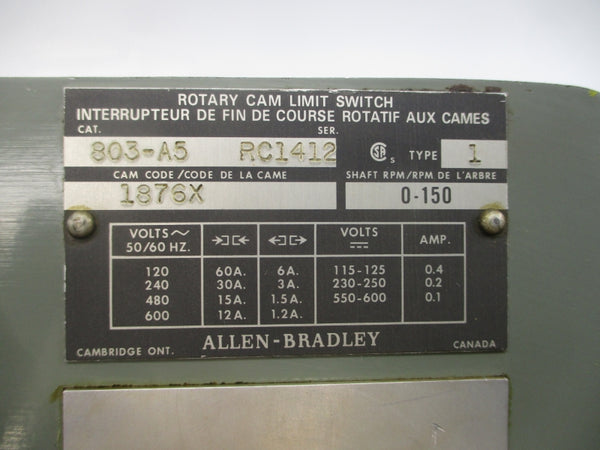 ROTARY CAM LIMIT SWITCH
INTERRUPTEUR DE FIN DE COURSE ROTATIF AUX CAMES
CAT. SER.
803-A5 RC1412 SA s TYPE 1
CAM CODE/CODE DE LA CAME SHAFT RPM/RPM DE L'ARBRE
1876X 0-150
VOLTS ~ VOLTS AMP.
50/60 HZ.
120 60A. 6A. 115-125 0.4
240 30A. 3A. 230-250 0.2
480 15A. 1.5A. 550-600 0.1
600 12A. 1.2A.
ALLEN-BRADLEY
CAMBRIDGE ONT. CANADA